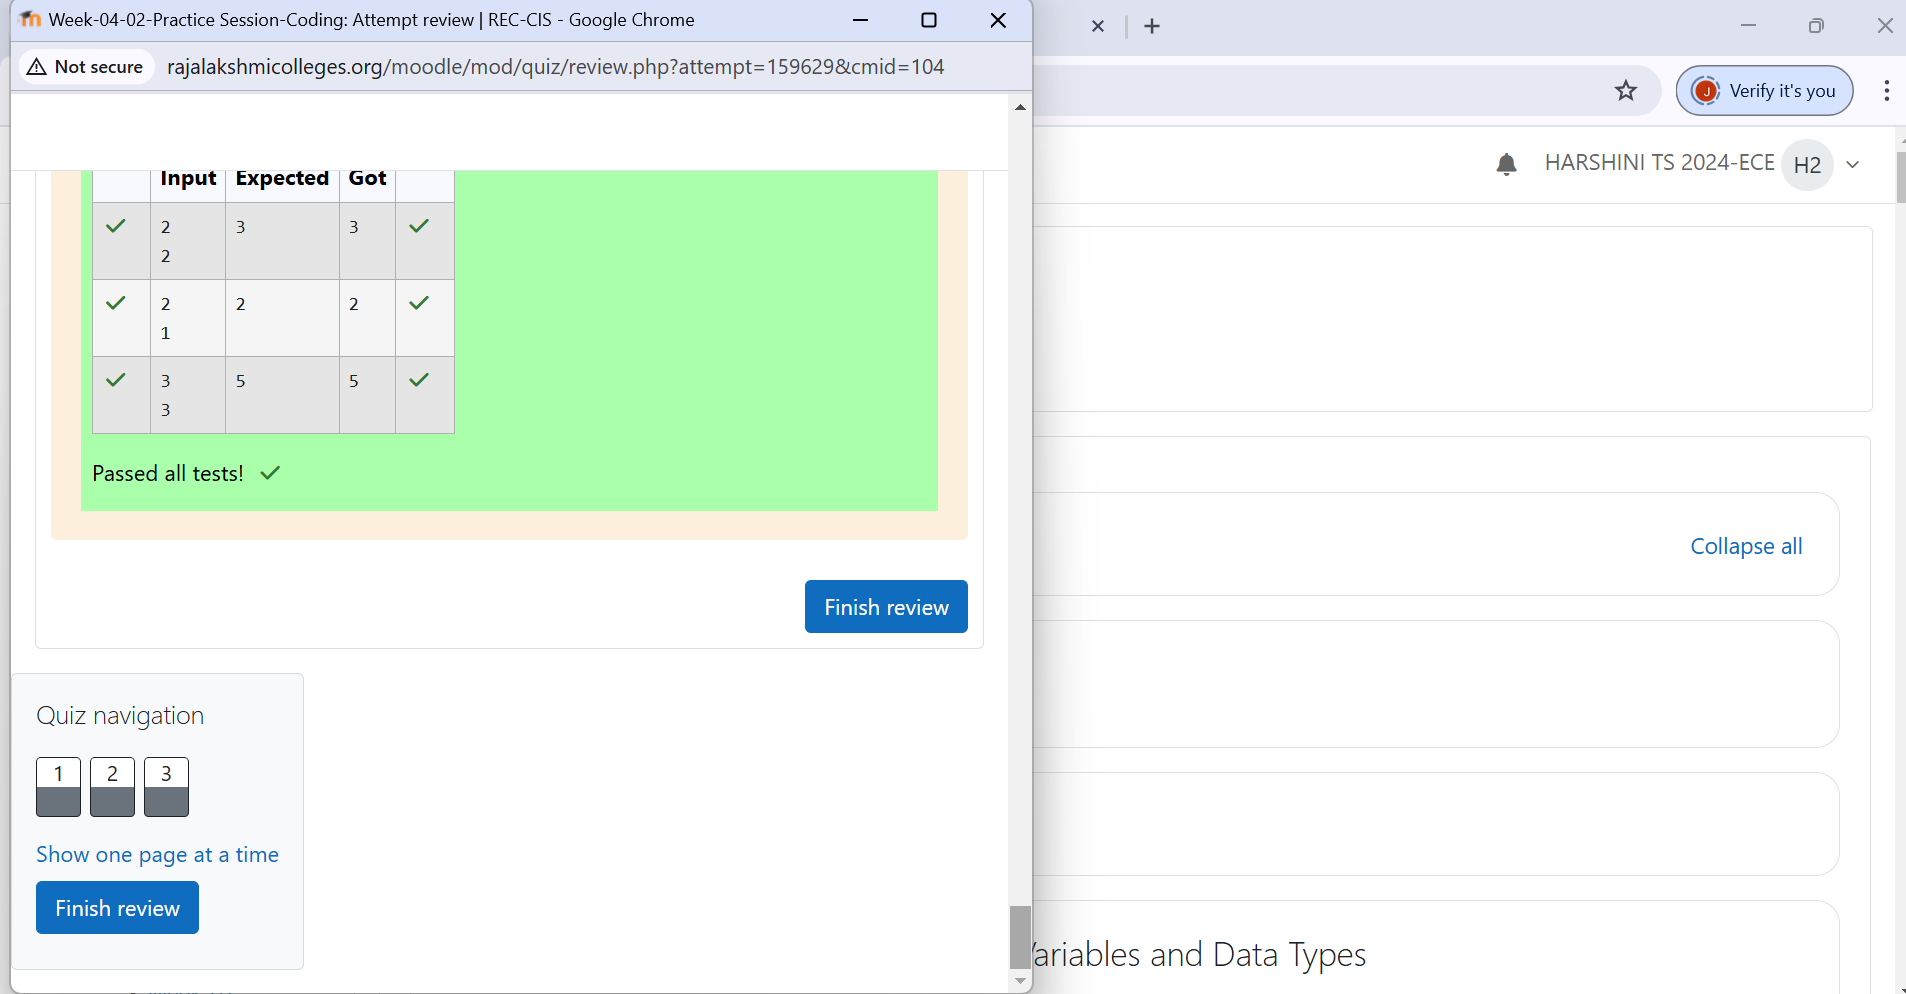 Week-04-02-Practice Session-Coding: Attempt review | REC-CIS - Google Chrome
Not secure rajalakshmicolleges.org/moodle/mod/quiz/review.php?attempt=159629&cmid=104
Verify it's you
J
HARSHINI TS 2024-ECE H2
Input Expected Got
2 3 3
2
2 2 2
1
3 5 5
3
Passed all tests!
Finish review
Quiz navigation
1 2 3
Show one page at a time
Finish review
Collapse all
ariables and Data Types